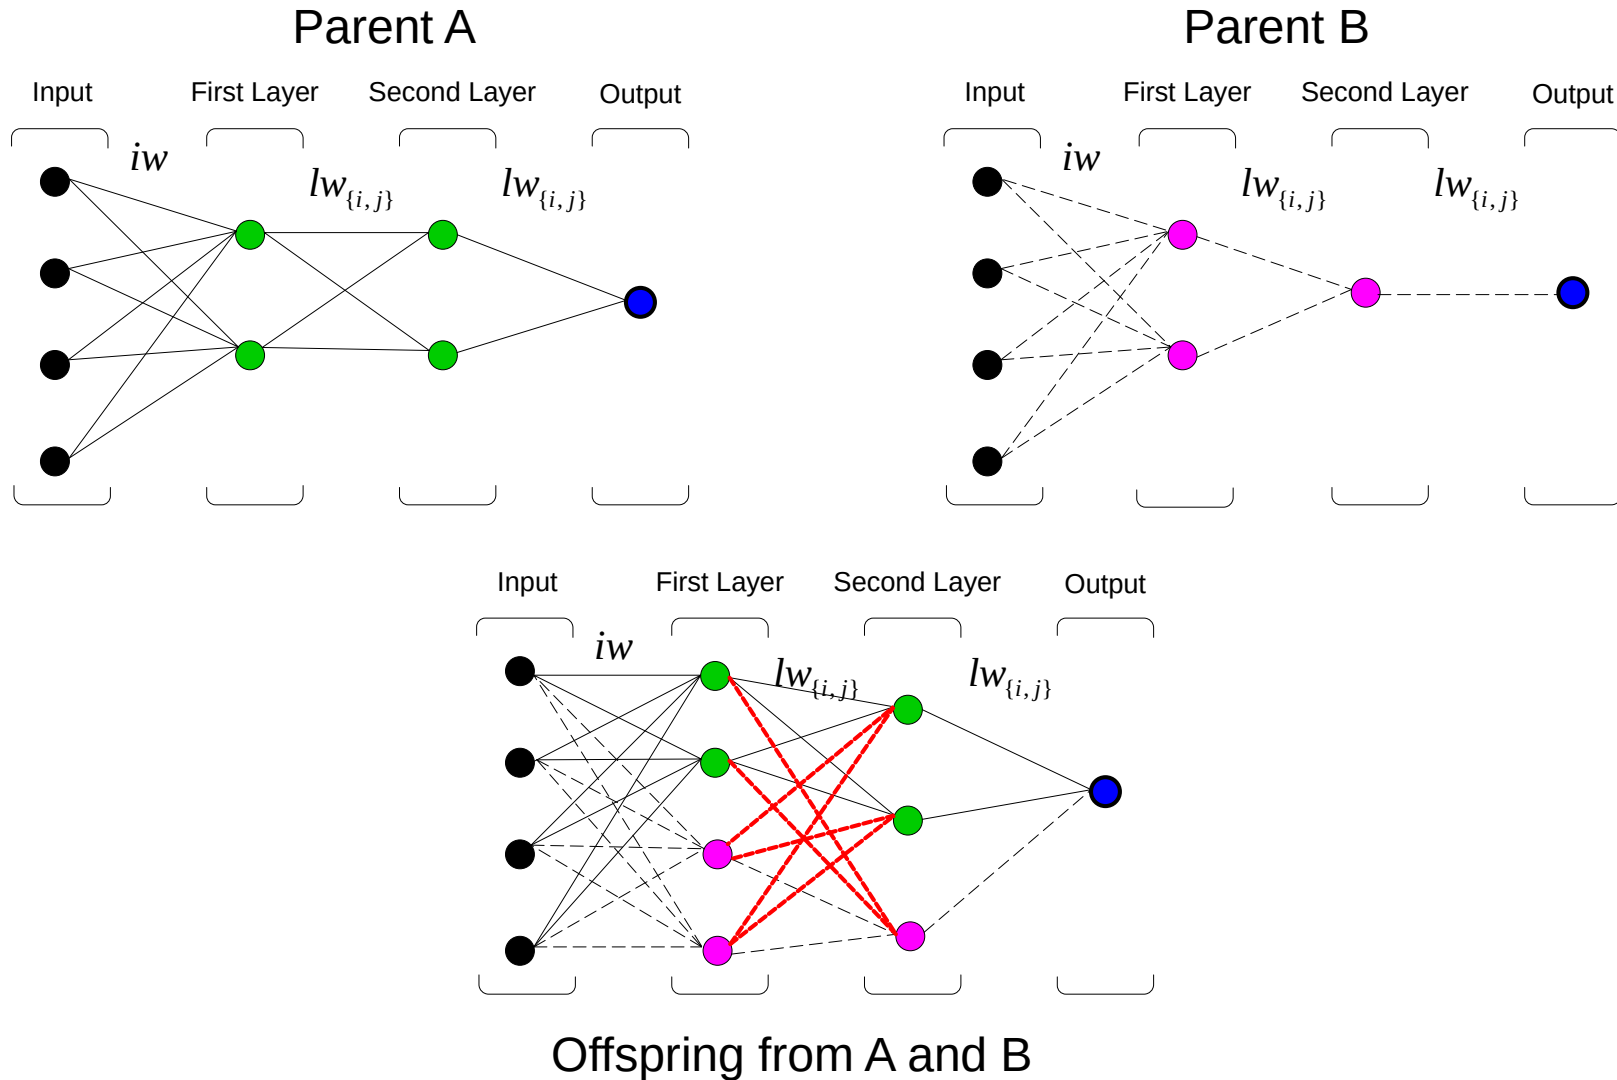 Parent A
Parent B
Input First Layer Second Layer Output
iw lw{i,j} lw{i,j}
Input First Layer Second Layer Output
iw lw{i,j} lw{i,j}
Input First Layer Second Layer Output
iw lw{i,j} lw{i,j}
Offspring from A and B